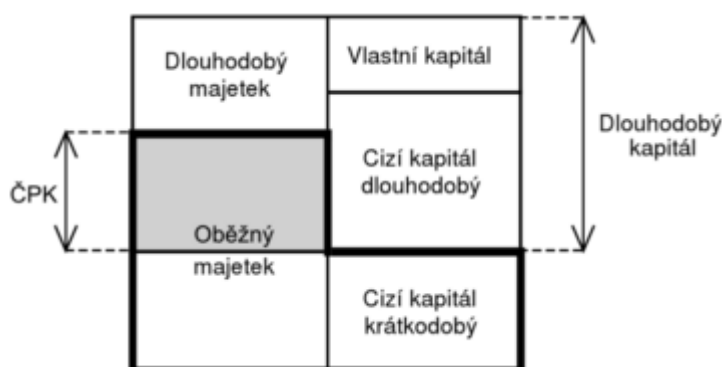 Dlouhodobý
majetek
Vlastní kapitál
Dlouhodobý
kapitál
Cizí kapitál
dlouhodobý
ČPK
Oběžný
majetek
Cizí kapitál
krátkodobý